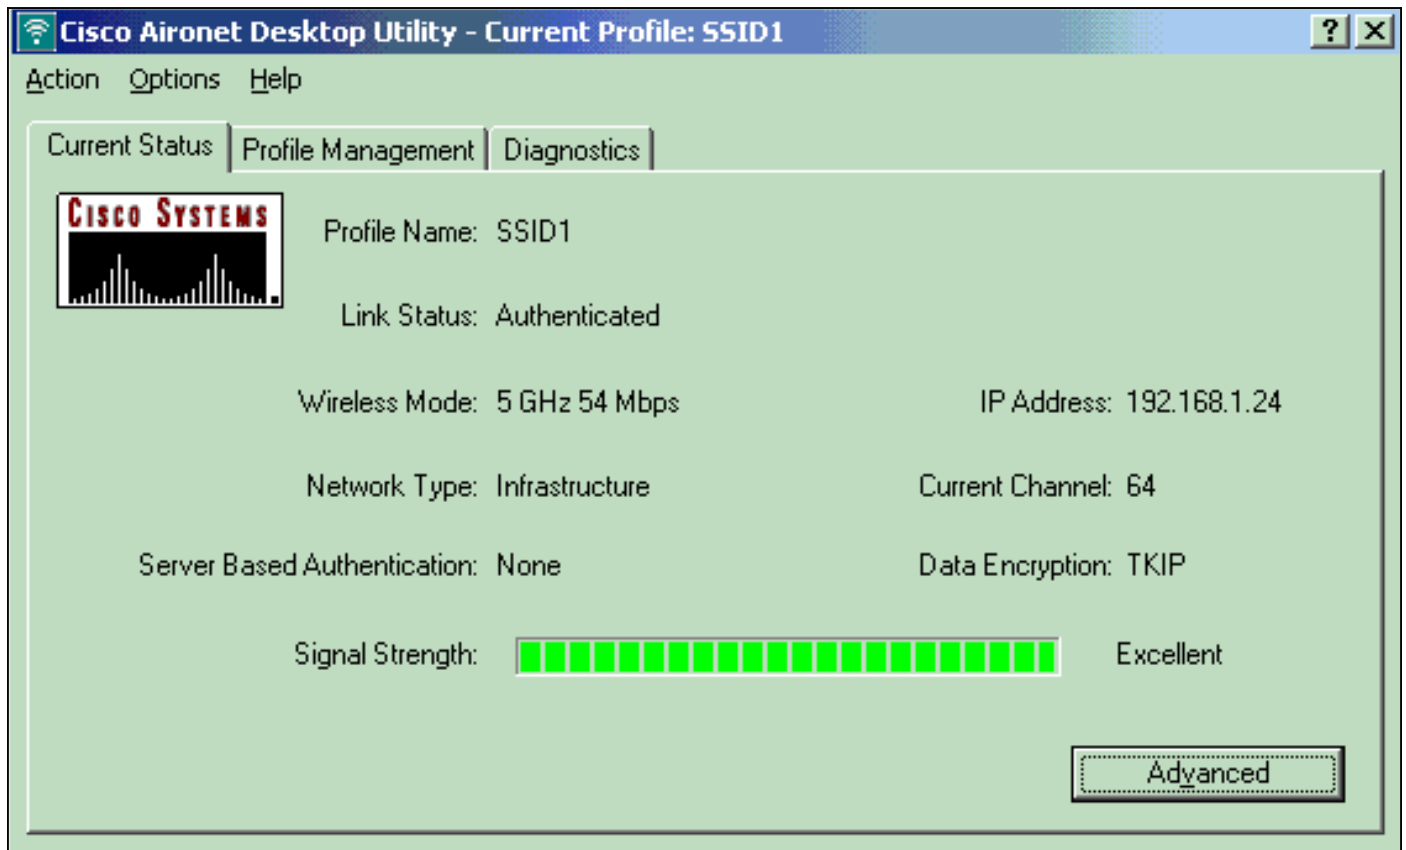 Cisco Aironet Desktop Utility - Current Profile: SSID1
? X
Action Options Help
Current Status Profile Management Diagnostics
CISCO SYSTEMS
Profile Name: SSID1
Link Status: Authenticated
Wireless Mode: 5 GHz 54 Mbps IP Address: 192.168.1.24
Network Type: Infrastructure Current Channel: 64
Server Based Authentication: None Data Encryption: TKIP
Signal Strength: Excellent
Advanced